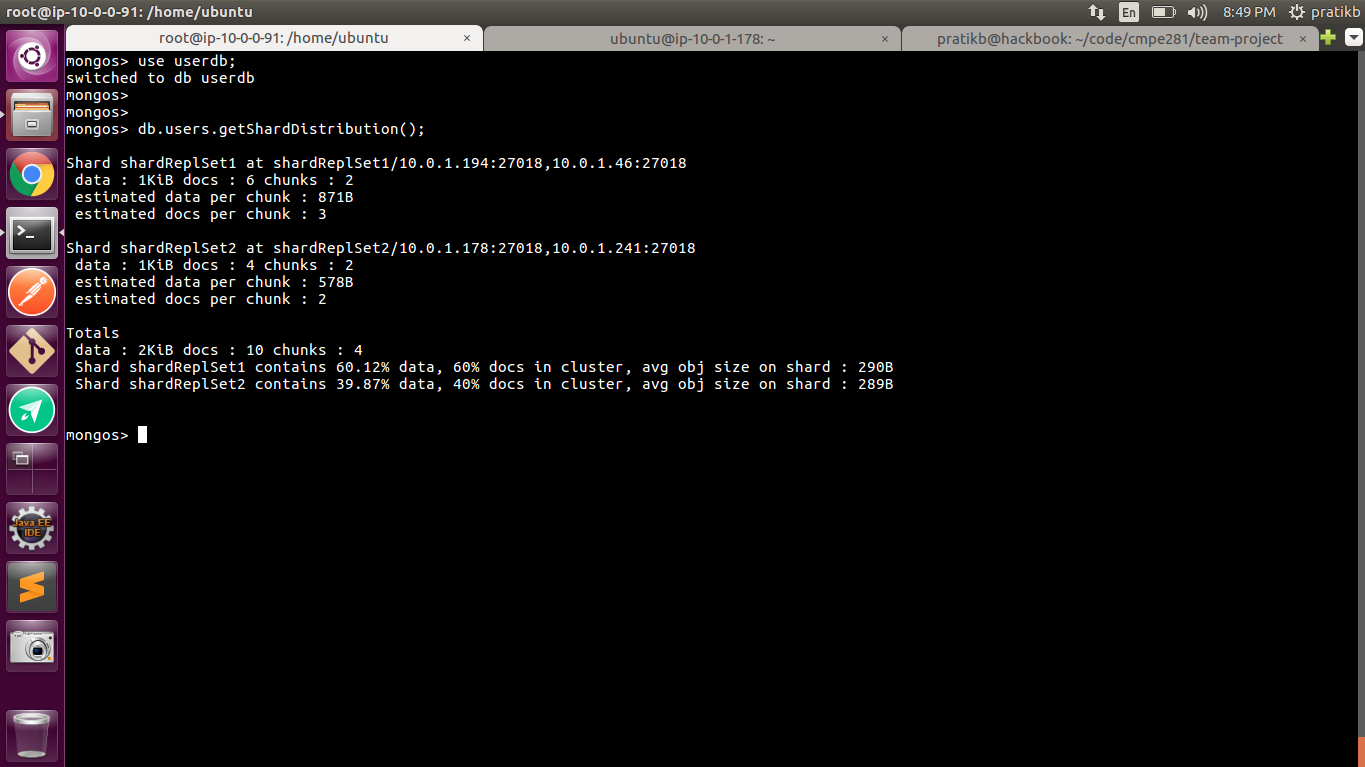 root@ip-10-0-0-91: /home/ubuntu
En
8:49 PM
pratikb
root@ip-10-0-0-91: /home/ubuntu ×
ubuntu@ip-10-0-1-178: ~ ×
pratikb@hackbook: ~/code/cmpe281/team-project ×
mongos> use userdb;
switched to db userdb
mongos>
mongos>
mongos> db.users.getShardDistribution();
Shard shardReplSet1 at shardReplSet1/10.0.1.194:27018,10.0.1.46:27018
data : 1KiB docs : 6 chunks : 2
estimated data per chunk : 871B
estimated docs per chunk : 3
Shard shardReplSet2 at shardReplSet2/10.0.1.178:27018,10.0.1.241:27018
data : 1KiB docs : 4 chunks : 2
estimated data per chunk : 578B
estimated docs per chunk : 2
Totals
data : 2KiB docs : 10 chunks : 4
Shard shardReplSet1 contains 60.12% data, 60% docs in cluster, avg obj size on shard : 290B
Shard shardReplSet2 contains 39.87% data, 40% docs in cluster, avg obj size on shard : 289B
mongos>
Java EE
IDE